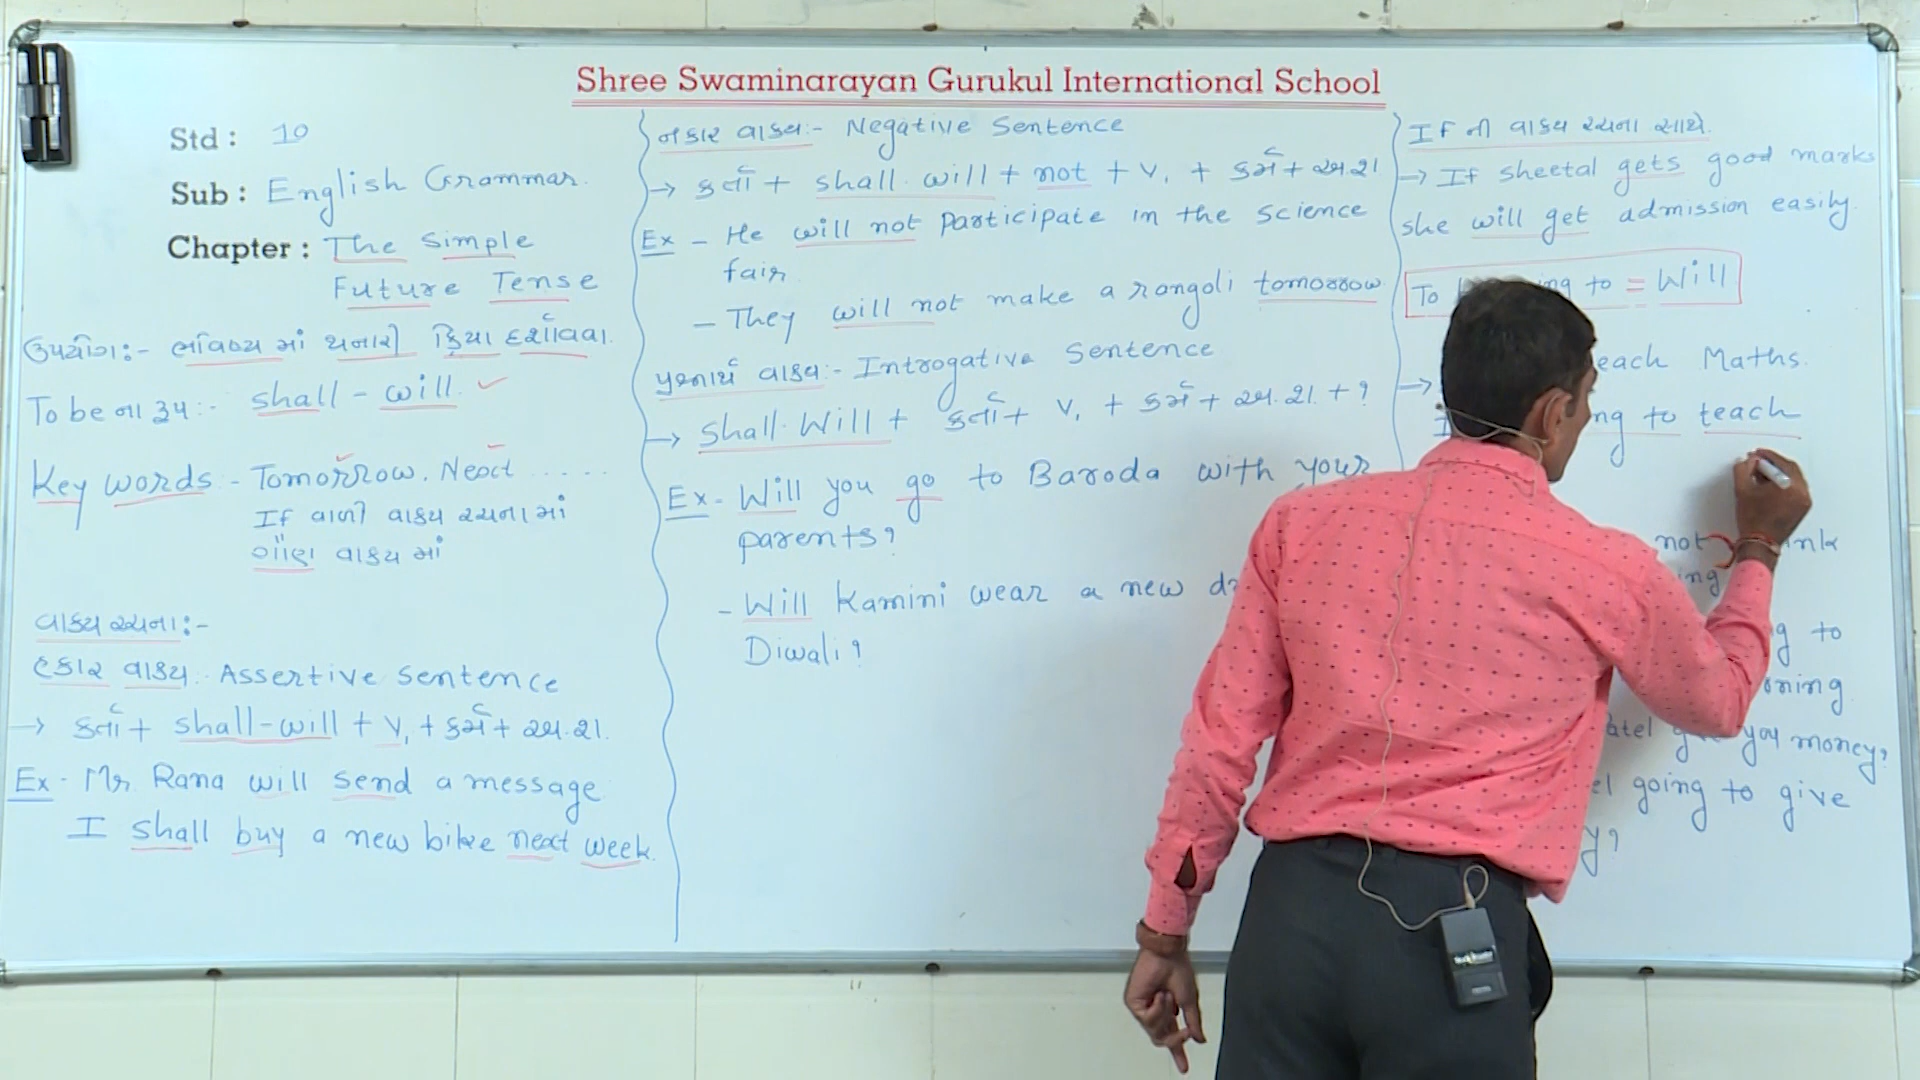 Shree Swaminarayan Gurukul International School
Std : 10
Sub : English Grammar.
Chapter : The Simple
Future Tense
ઉપયોગ:- ભવિષ્ય માં થનારી ક્રિયા દર્શાવવા.
To be ના રૂપ:- shall - will.
Key words - Tomorrow. Next .....
If વાળી વાક્ય રચના માં
ગૌણ વાક્ય માં
વાક્ય રચના:-
હકાર વાક્ય:- Assertive Sentence
→ કર્તા + shall-will + V1 + કર્મ + અ.શ.
Ex - Mr Rana will send a message
I shall buy a new bike next week.
નકાર વાક્ય:- Negative Sentence
→ કર્તા + shall. will + not + V1 + કર્મ + અ.શ
Ex - He will not participate in the science
fair.
- They will not make a rangoli tomorrow.
પ્રશ્નાર્થ વાક્ય:- Introgative Sentence
→ Shall. Will + કર્તા + V1 + કર્મ + અ.શ. + ?
Ex - Will you go to Baroda with your
parents?
- Will Kamini wear a new
Diwali?
If ની વાક્ય રચના સાથે.
→ If sheetal gets good marks
she will get admission easily.
To ing to = Will
→ each Maths.
I ng to teach
not ink
ing
g to
rning
atel you money?
el going to give
y?